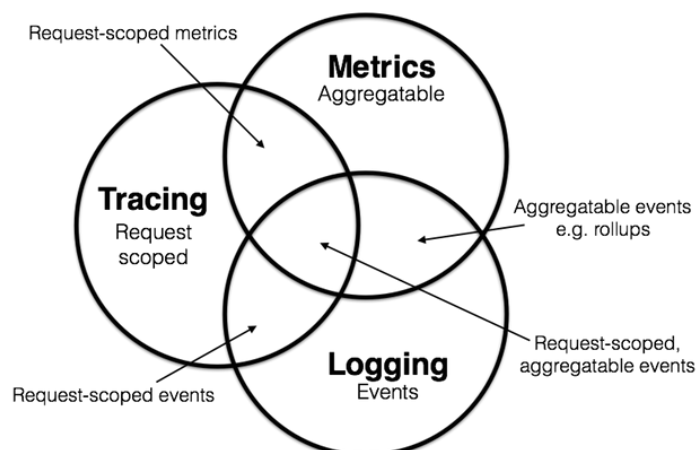 Request-scoped metrics
Metrics
Aggregatable
Tracing
Request
scoped
Aggregatable events
e.g. rollups
Request-scoped,
aggregatable events
Logging
Events
Request-scoped events